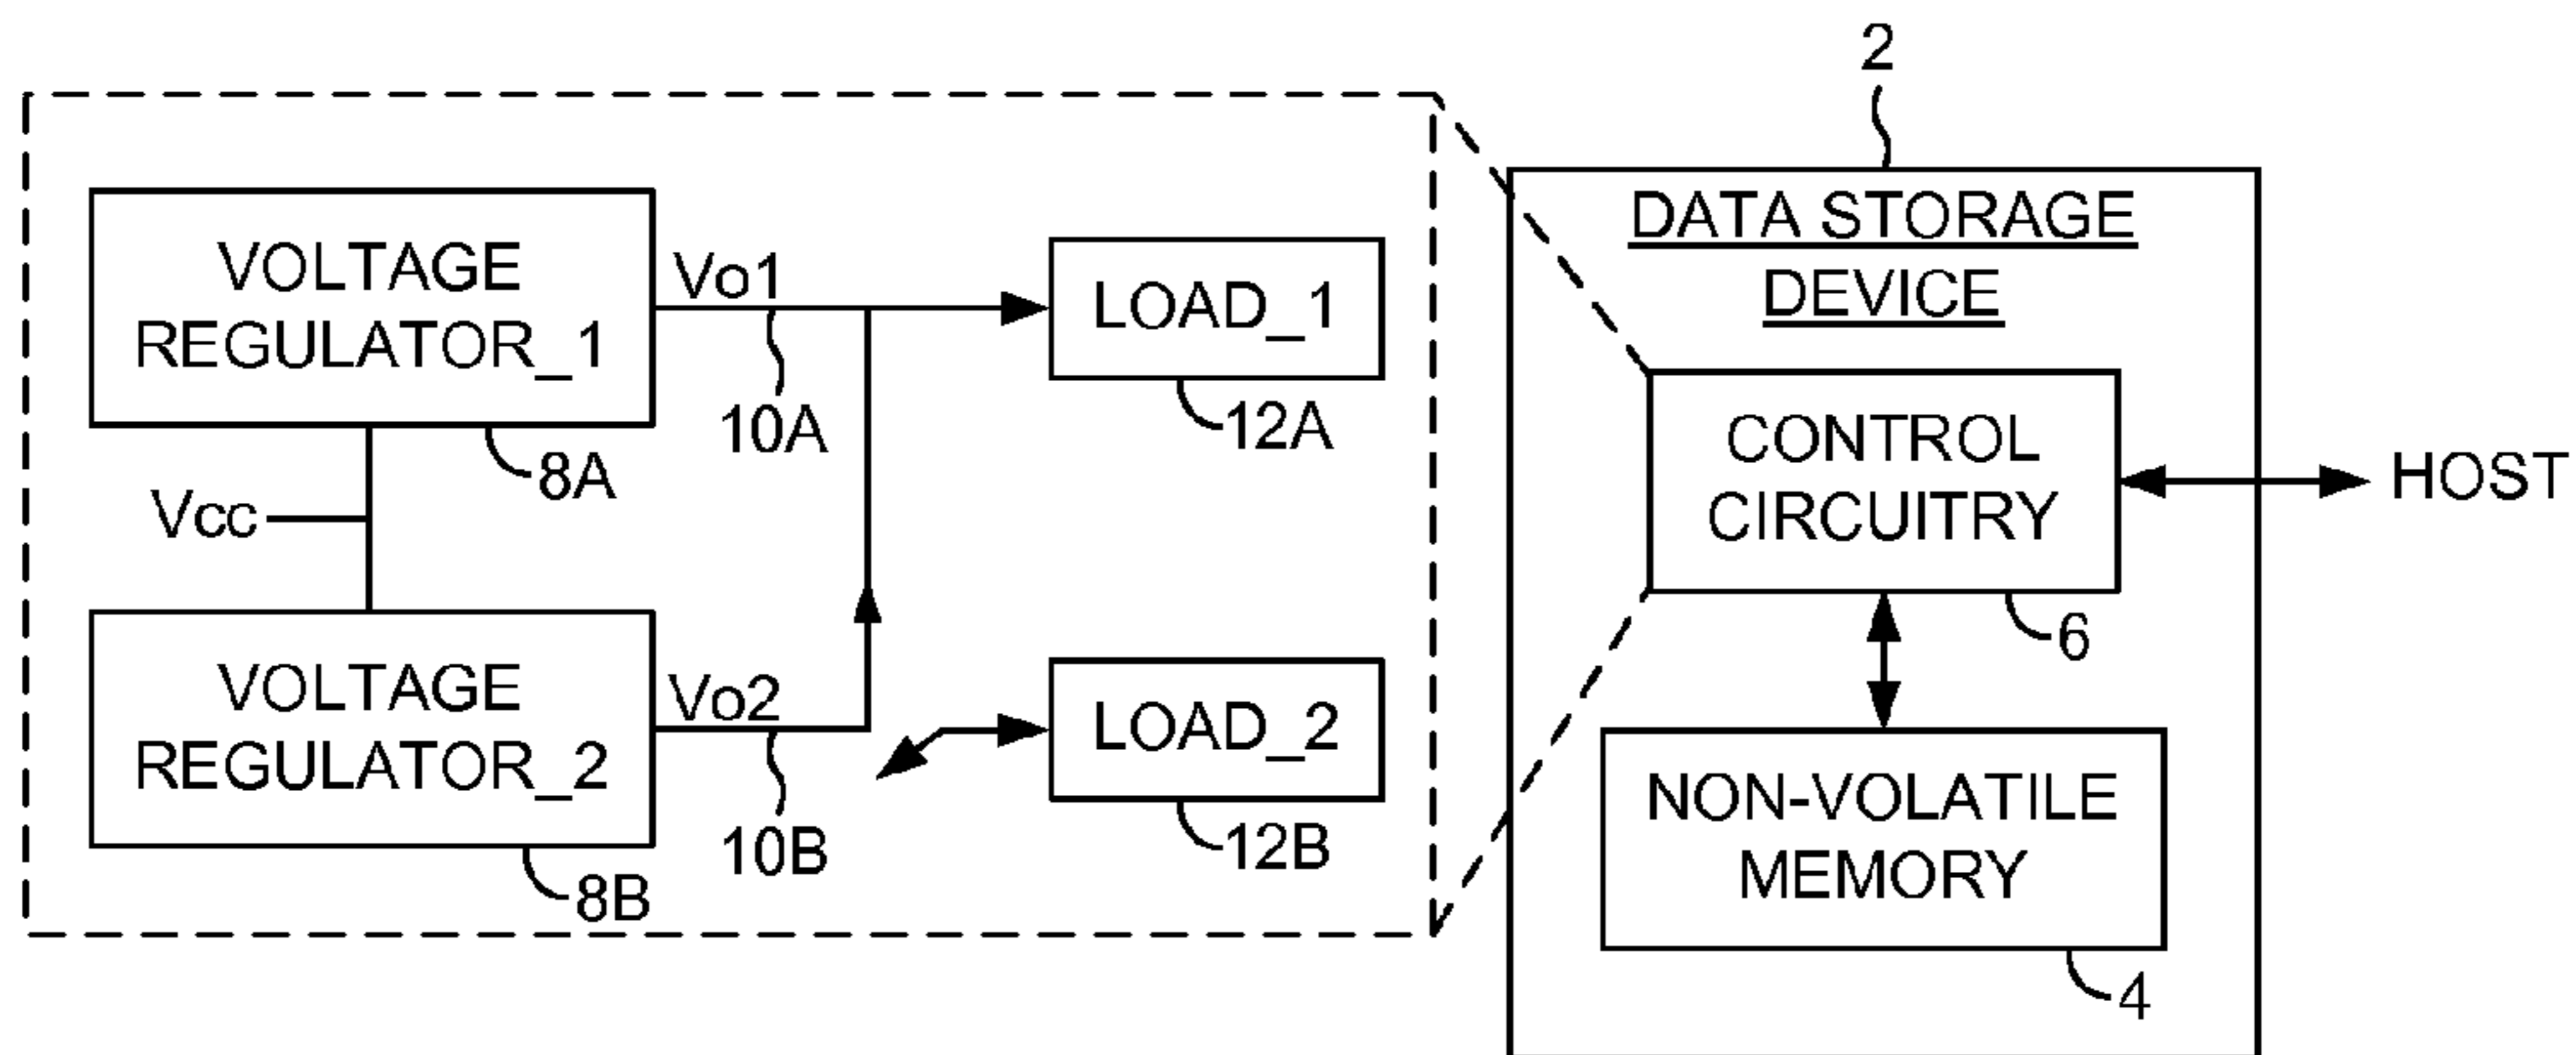 2
DATA STORAGE
DEVICE
VOLTAGE
REGULATOR_1
Vo1
LOAD_1
10A
12A
8A
Vcc
CONTROL
CIRCUITRY
HOST
6
VOLTAGE
REGULATOR_2
Vo2
LOAD_2
10B
12B
8B
NON-VOLATILE
MEMORY
4